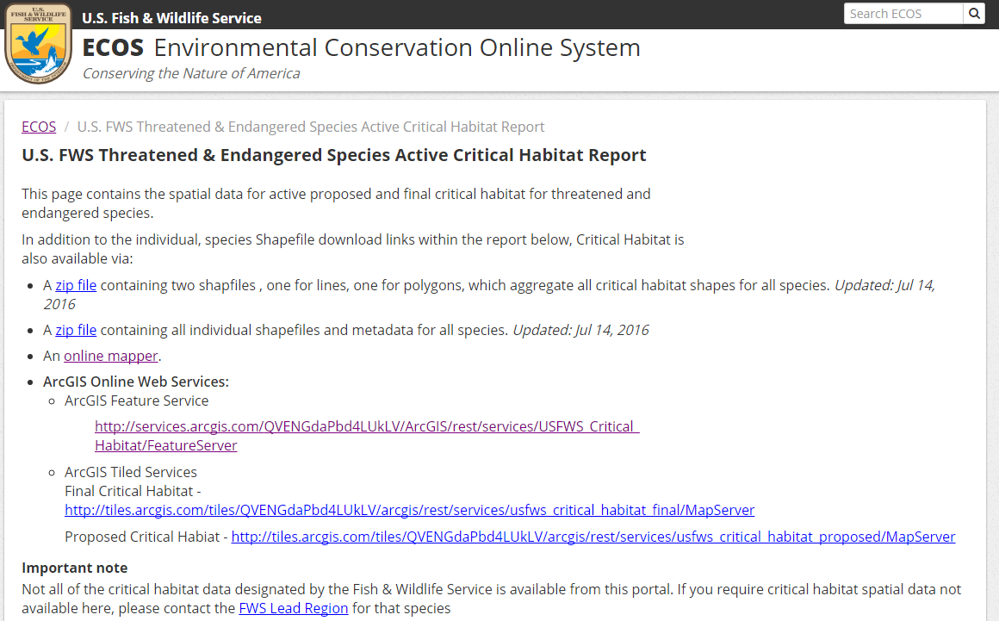 U.S.
FISH & WILDLIFE
SERVICE
DEPARTMENT OF THE INTERIOR
U.S. Fish & Wildlife Service
Search ECOS
ECOS Environmental Conservation Online System
Conserving the Nature of America
ECOS / U.S. FWS Threatened & Endangered Species Active Critical Habitat Report
U.S. FWS Threatened & Endangered Species Active Critical Habitat Report
This page contains the spatial data for active proposed and final critical habitat for threatened and
endangered species.
In addition to the individual, species Shapefile download links within the report below, Critical Habitat is
also available via:
• A zip file containing two shapfiles , one for lines, one for polygons, which aggregate all critical habitat shapes for all species. Updated: Jul 14,
2016
• A zip file containing all individual shapefiles and metadata for all species. Updated: Jul 14, 2016
• An online mapper.
• ArcGIS Online Web Services:
◦ ArcGIS Feature Service
http://services.arcgis.com/QVENGdaPbd4LUkLV/ArcGIS/rest/services/USFWS_Critical_
Habitat/FeatureServer
◦ ArcGIS Tiled Services
Final Critical Habitat -
http://tiles.arcgis.com/tiles/QVENGdaPbd4LUkLV/arcgis/rest/services/usfws_critical_habitat_final/MapServer
Proposed Critical Habiat - http://tiles.arcgis.com/tiles/QVENGdaPbd4LUkLV/arcgis/rest/services/usfws_critical_habitat_proposed/MapServer
Important note
Not all of the critical habitat data designated by the Fish & Wildlife Service is available from this portal. If you require critical habitat spatial data not
available here, please contact the FWS Lead Region for that species